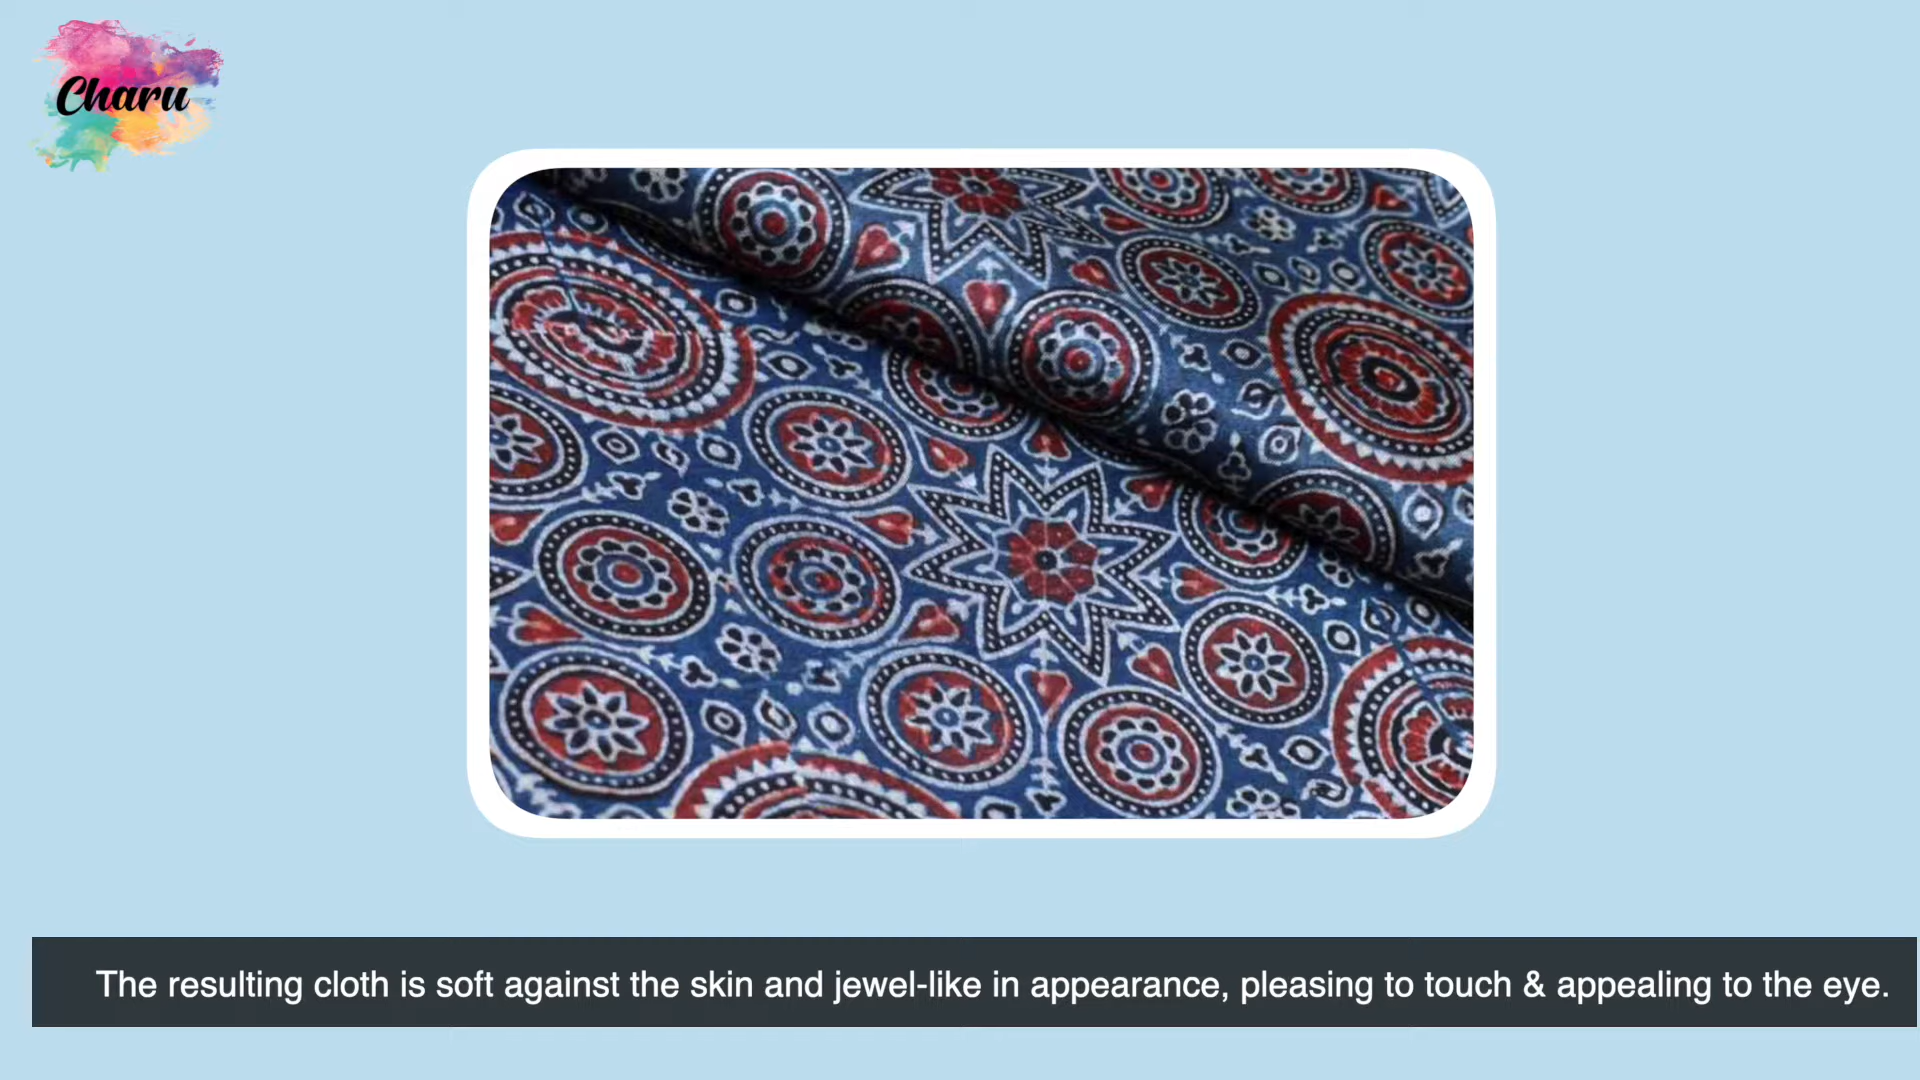 Charu
The resulting cloth is soft against the skin and jewel-like in appearance, pleasing to touch & appealing to the eye.